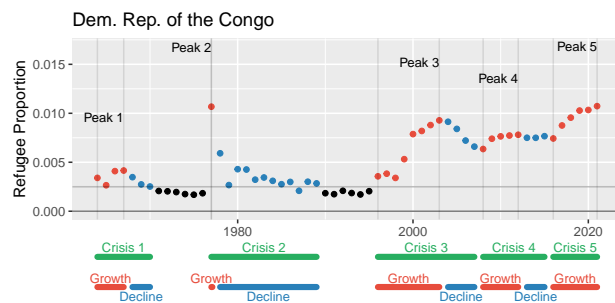 Dem. Rep. of the Congo
Peak 2
Peak 5
Peak 3
Peak 4
Peak 1
0.015
0.010
0.005
0.000
Refugee Proportion
1980
2000
2020
Crisis 1
Crisis 2
Crisis 3
Crisis 4
Crisis 5
Growth
Growth
Growth
Growth
Growth
Decline
Decline
Decline
Decline